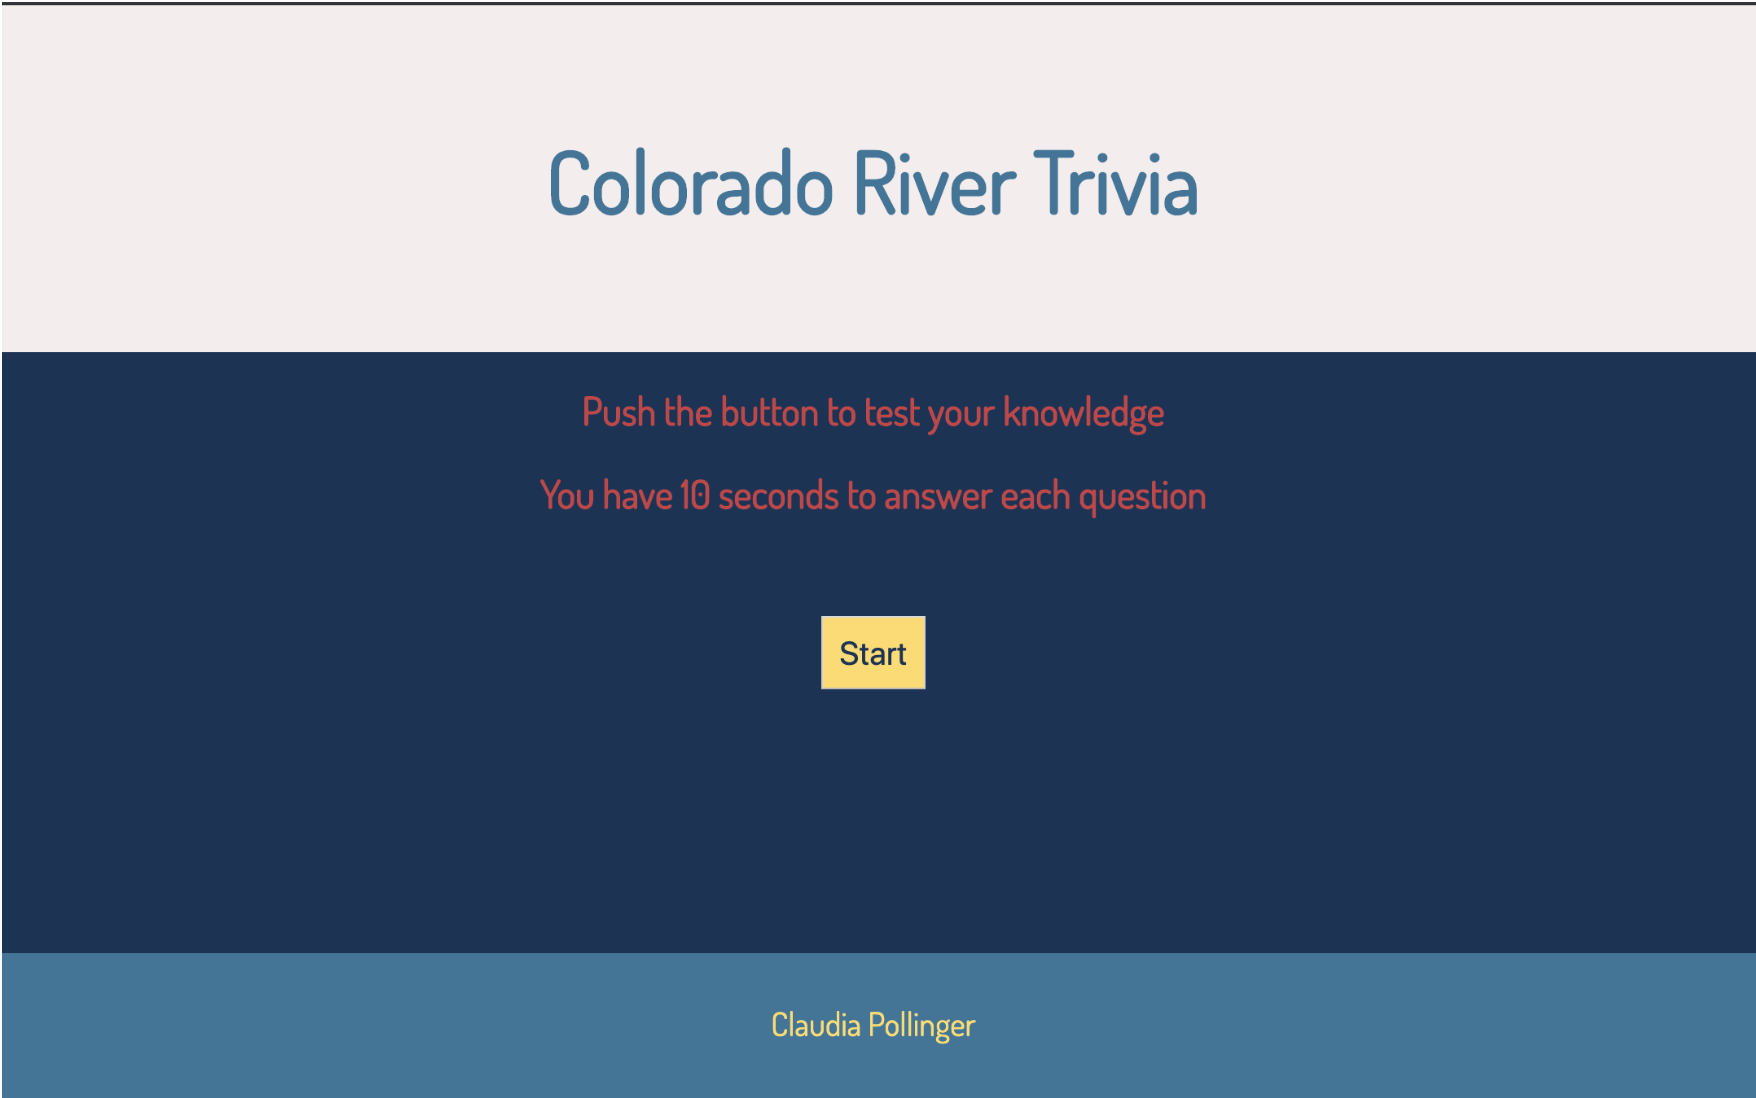 Colorado River Trivia
Push the button to test your knowledge
You have 10 seconds to answer each question
Start
Claudia Pollinger